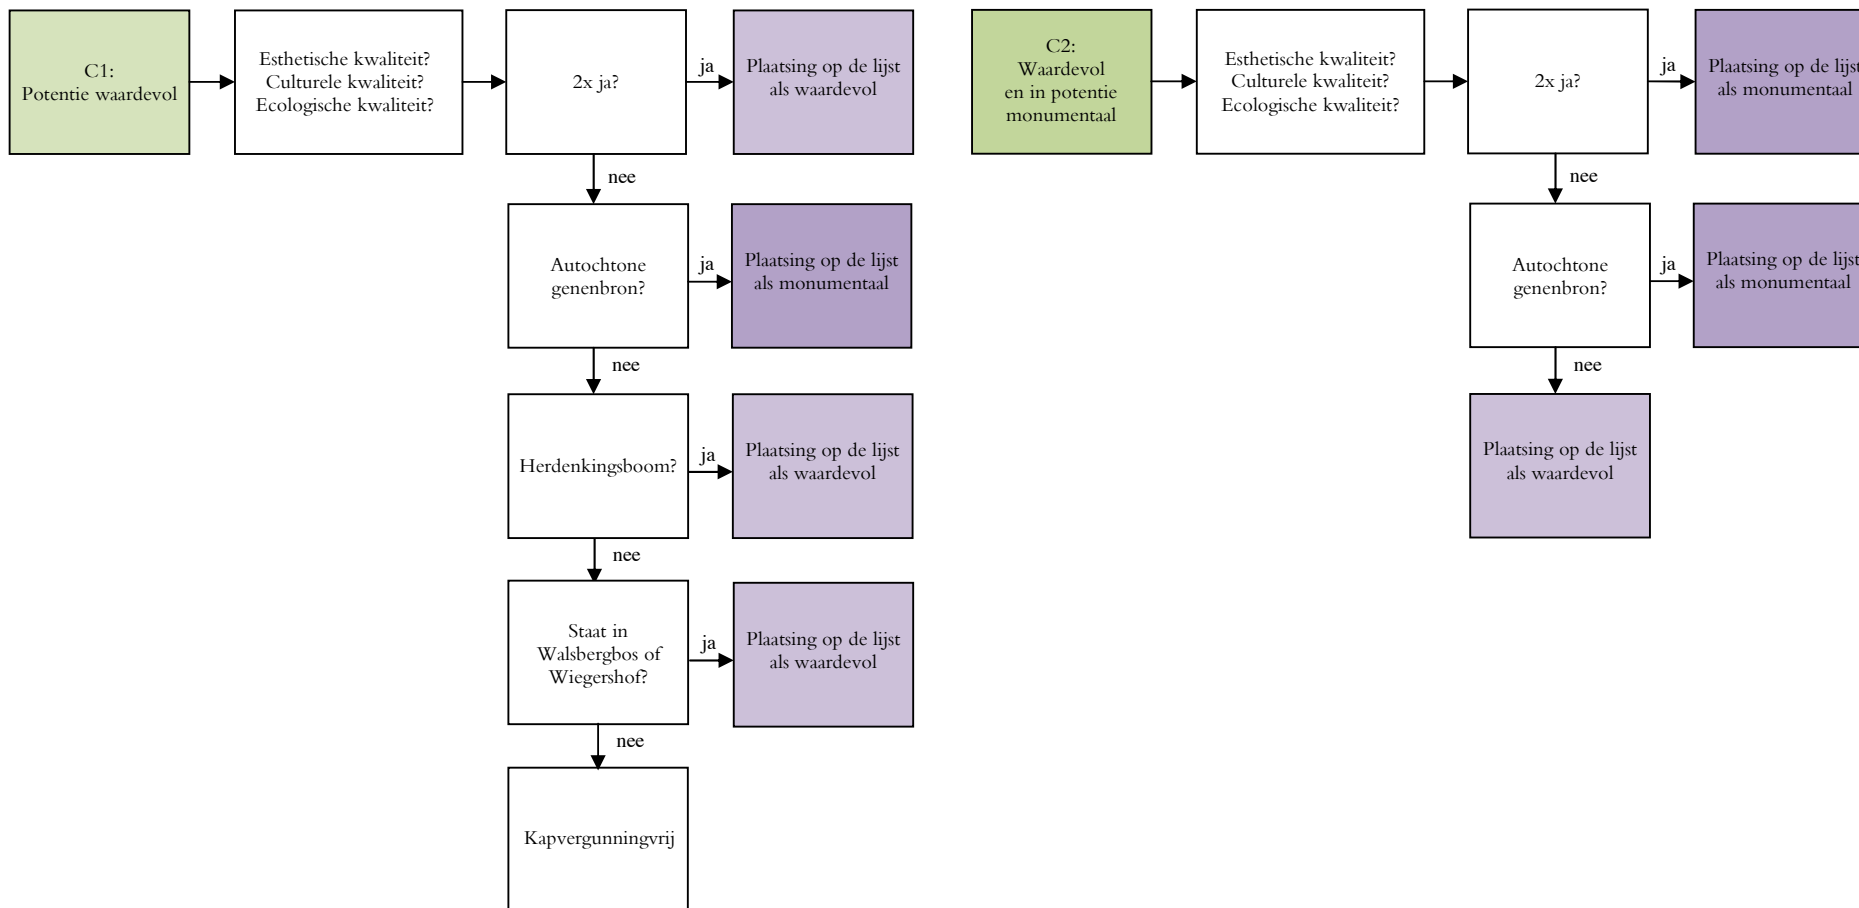 C1:
Potentie waardevol
Esthetische kwaliteit?
Culturele kwaliteit?
Ecologische kwaliteit?
2x ja?
ja
Plaatsing op de lijst
als waardevol
nee
Autochtone
genenbron?
ja
Plaatsing op de lijst
als monumentaal
nee
Herdenkingsboom?
ja
Plaatsing op de lijst
als waardevol
nee
Staat in
Walsbergbos of
Wiegershof?
ja
Plaatsing op de lijst
als waardevol
nee
Kapvergunningvrij
C2:
Waardevol
en in potentie
monumentaal
Esthetische kwaliteit?
Culturele kwaliteit?
Ecologische kwaliteit?
2x ja?
ja
Plaatsing op de lijst
als monumentaal
nee
Autochtone
genenbron?
ja
Plaatsing op de lijst
als monumentaal
nee
Plaatsing op de lijst
als waardevol